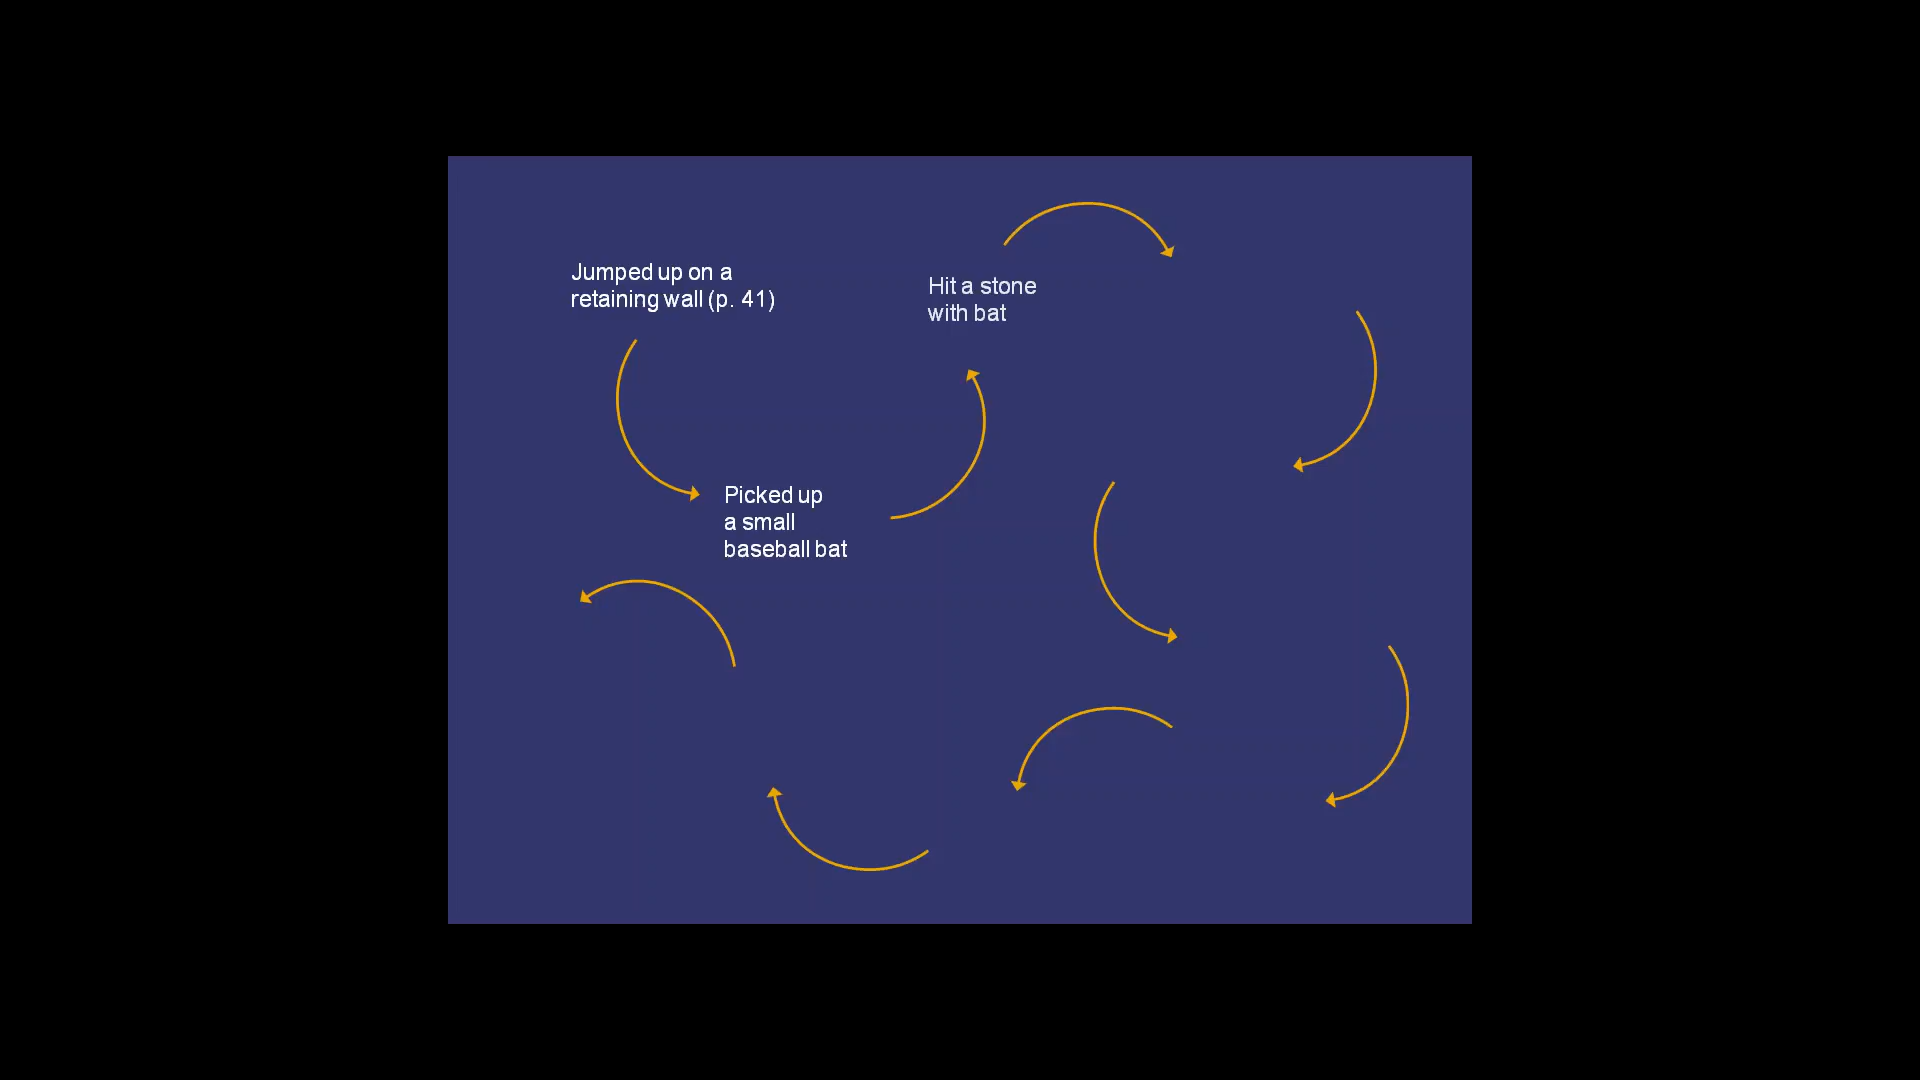 Jumped up on a
retaining wall (p. 41)
Picked up
a small
baseball bat
Hit a stone
with bat